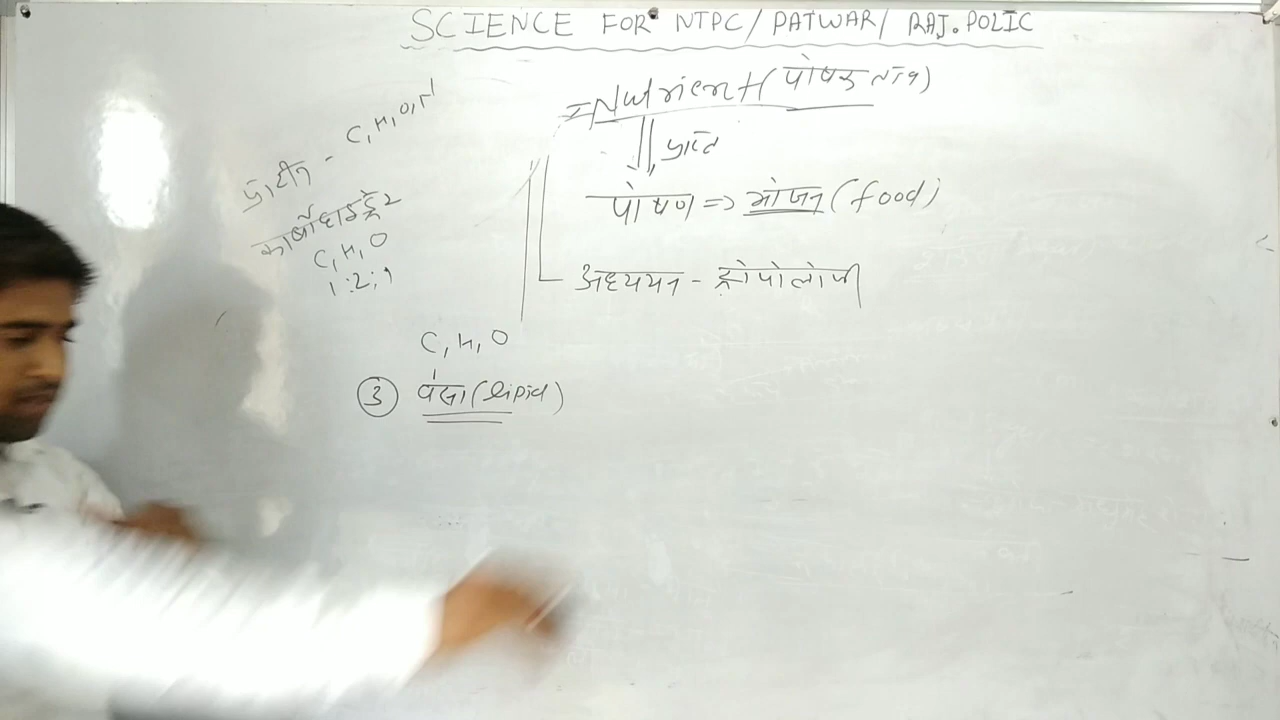 SCIENCE FOR NTPC/ PATWAR/ RAJ. POLIC
=Nutrient (पोषक तत्व)
प्राप्त
पोषण => भोजन (food)
अध्ययन - ट्रोपोलोजी
प्रोटीन - C, H, O, N
कार्बोहाइड्रेट
C, H, O
1:2:1
C, H, O
③ वसा (lipid)